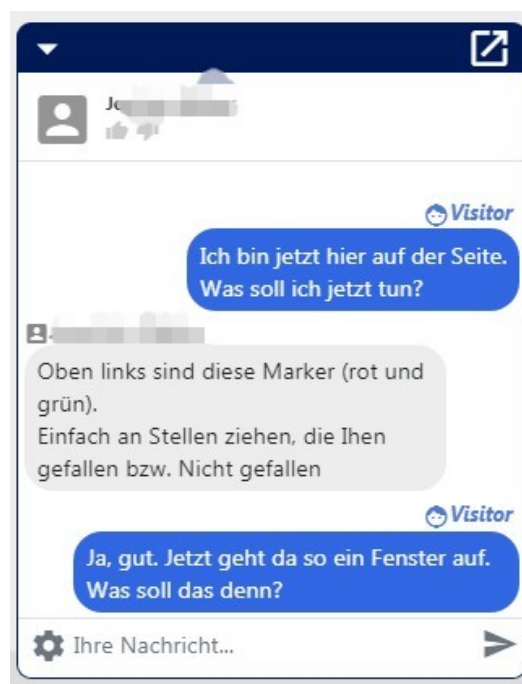 Visitor
Ich bin jetzt hier auf der Seite.
Was soll ich jetzt tun?
Oben links sind diese Marker (rot und
grün).
Einfach an Stellen ziehen, die Ihen
gefallen bzw. Nicht gefallen
Visitor
Ja, gut. Jetzt geht da so ein Fenster auf.
Was soll das denn?
Ihre Nachricht...